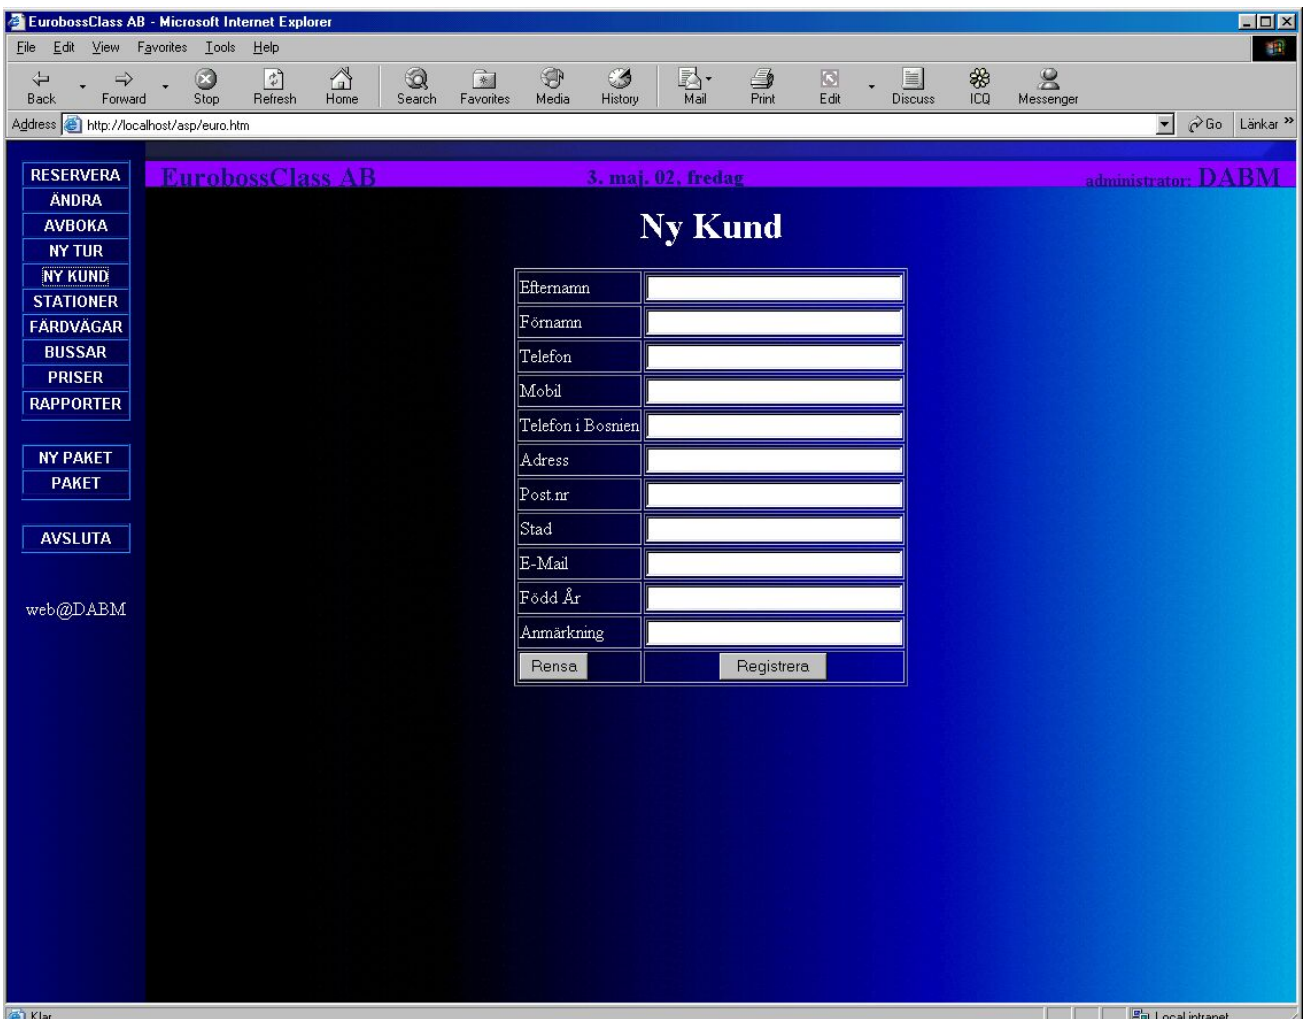 EurobossClass AB - Microsoft Internet Explorer
File Edit View Favorites Tools Help
Back Forward Stop Refresh Home Search Favorites Media History Mail Print Edit Discuss ICQ Messenger
Address http://localhost/asp/euro.htm Go Länkar »
EurobossClass AB 3. maj. 02, fredag administrator: DABM
RESERVERA
ÄNDRA
AVBOKA
NY TUR
NY KUND
STATIONER
FÄRDVÄGAR
BUSSAR
PRISER
RAPPORTER
NY PAKET
PAKET
AVSLUTA
web@DABM
Ny Kund
Efternamn
Förnamn
Telefon
Mobil
Telefon i Bosnien
Adress
Post.nr
Stad
E-Mail
Född År
Anmärkning
Rensa Registrera
Klar Local intranet